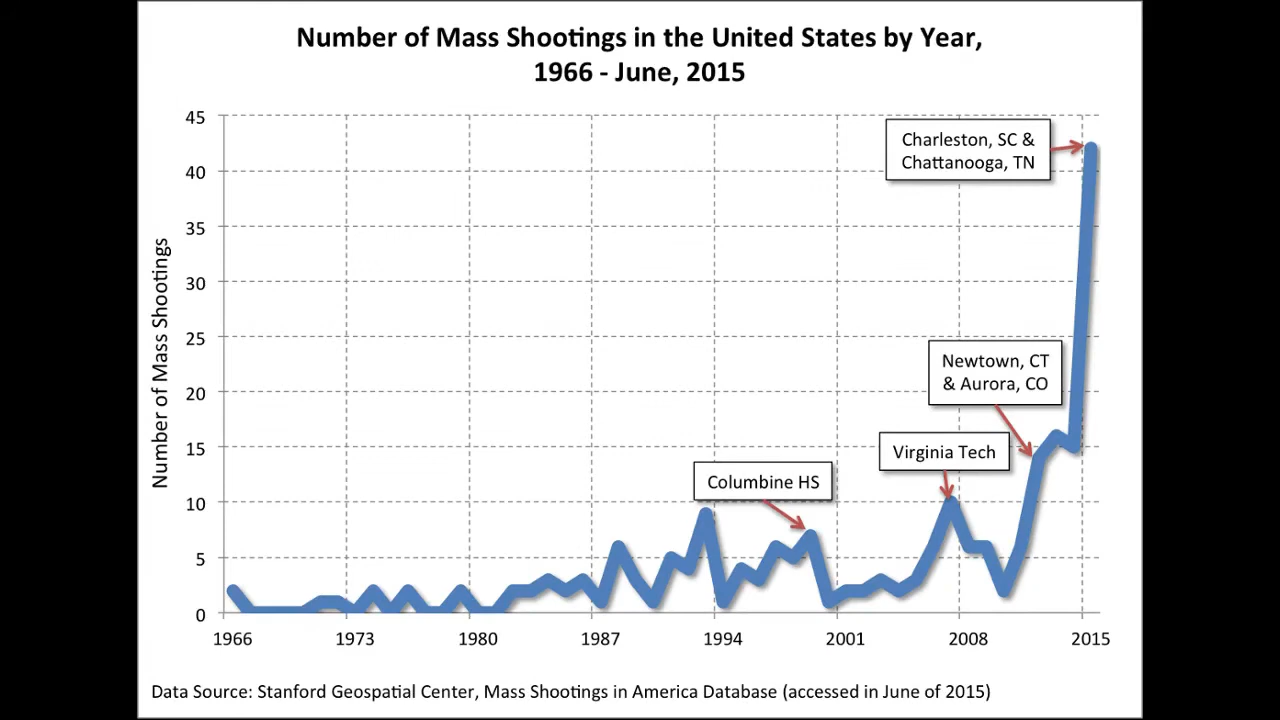 Number of Mass Shootings in the United States by Year,
1966 - June, 2015
Number of Mass Shootings
45
40
35
30
25
20
15
10
5
0
Charleston, SC &
Chattanooga, TN
Newtown, CT
& Aurora, CO
Virginia Tech
Columbine HS
1966
1973
1980
1987
1994
2001
2008
2015
Data Source: Stanford Geospatial Center, Mass Shootings in America Database (accessed in June of 2015)